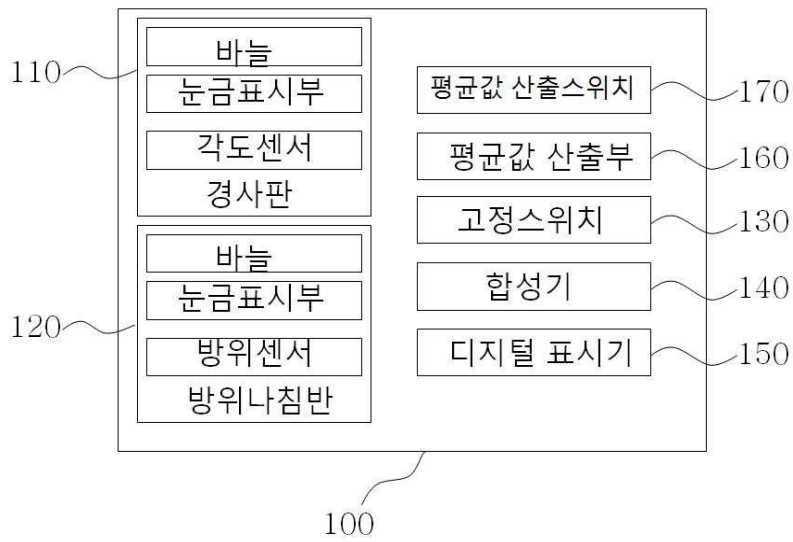 110
바늘
눈금표시부
각도센서
경사판
120
바늘
눈금표시부
방위센서
방위나침반
평균값 산출스위치
170
평균값 산출부
160
고정스위치
130
합성기
140
디지털 표시기
150
100